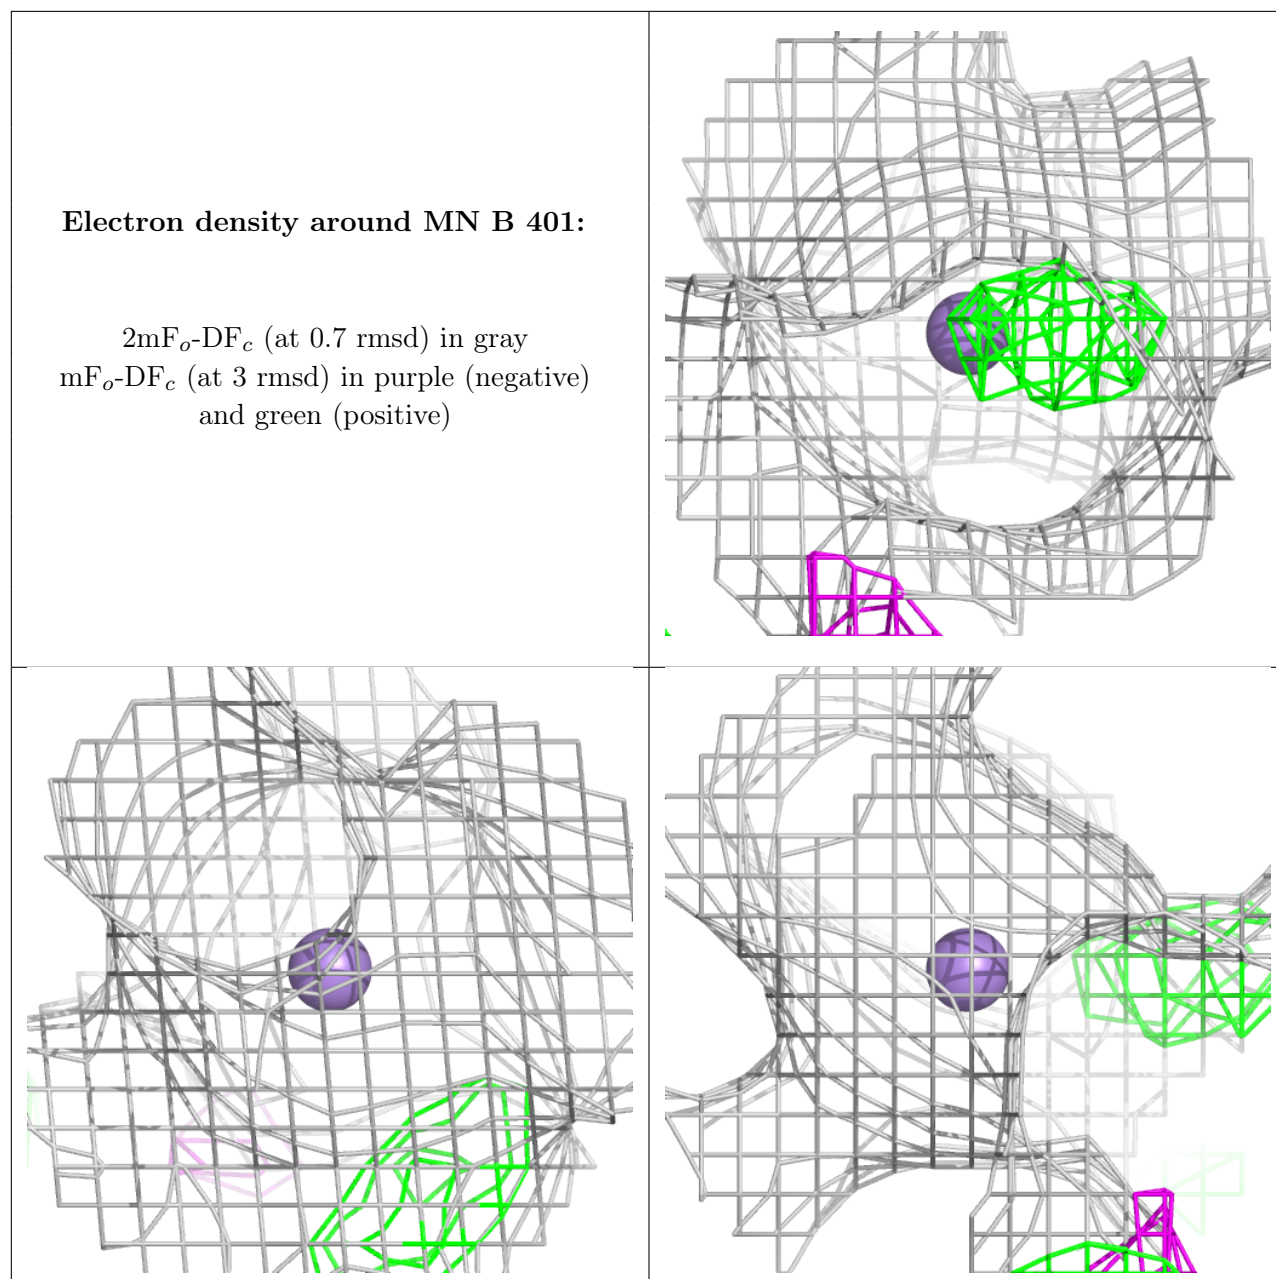 Electron density around MN B 401:
2mFo-DFc (at 0.7 rmsd) in gray
mFo-DFc (at 3 rmsd) in purple (negative)
and green (positive)